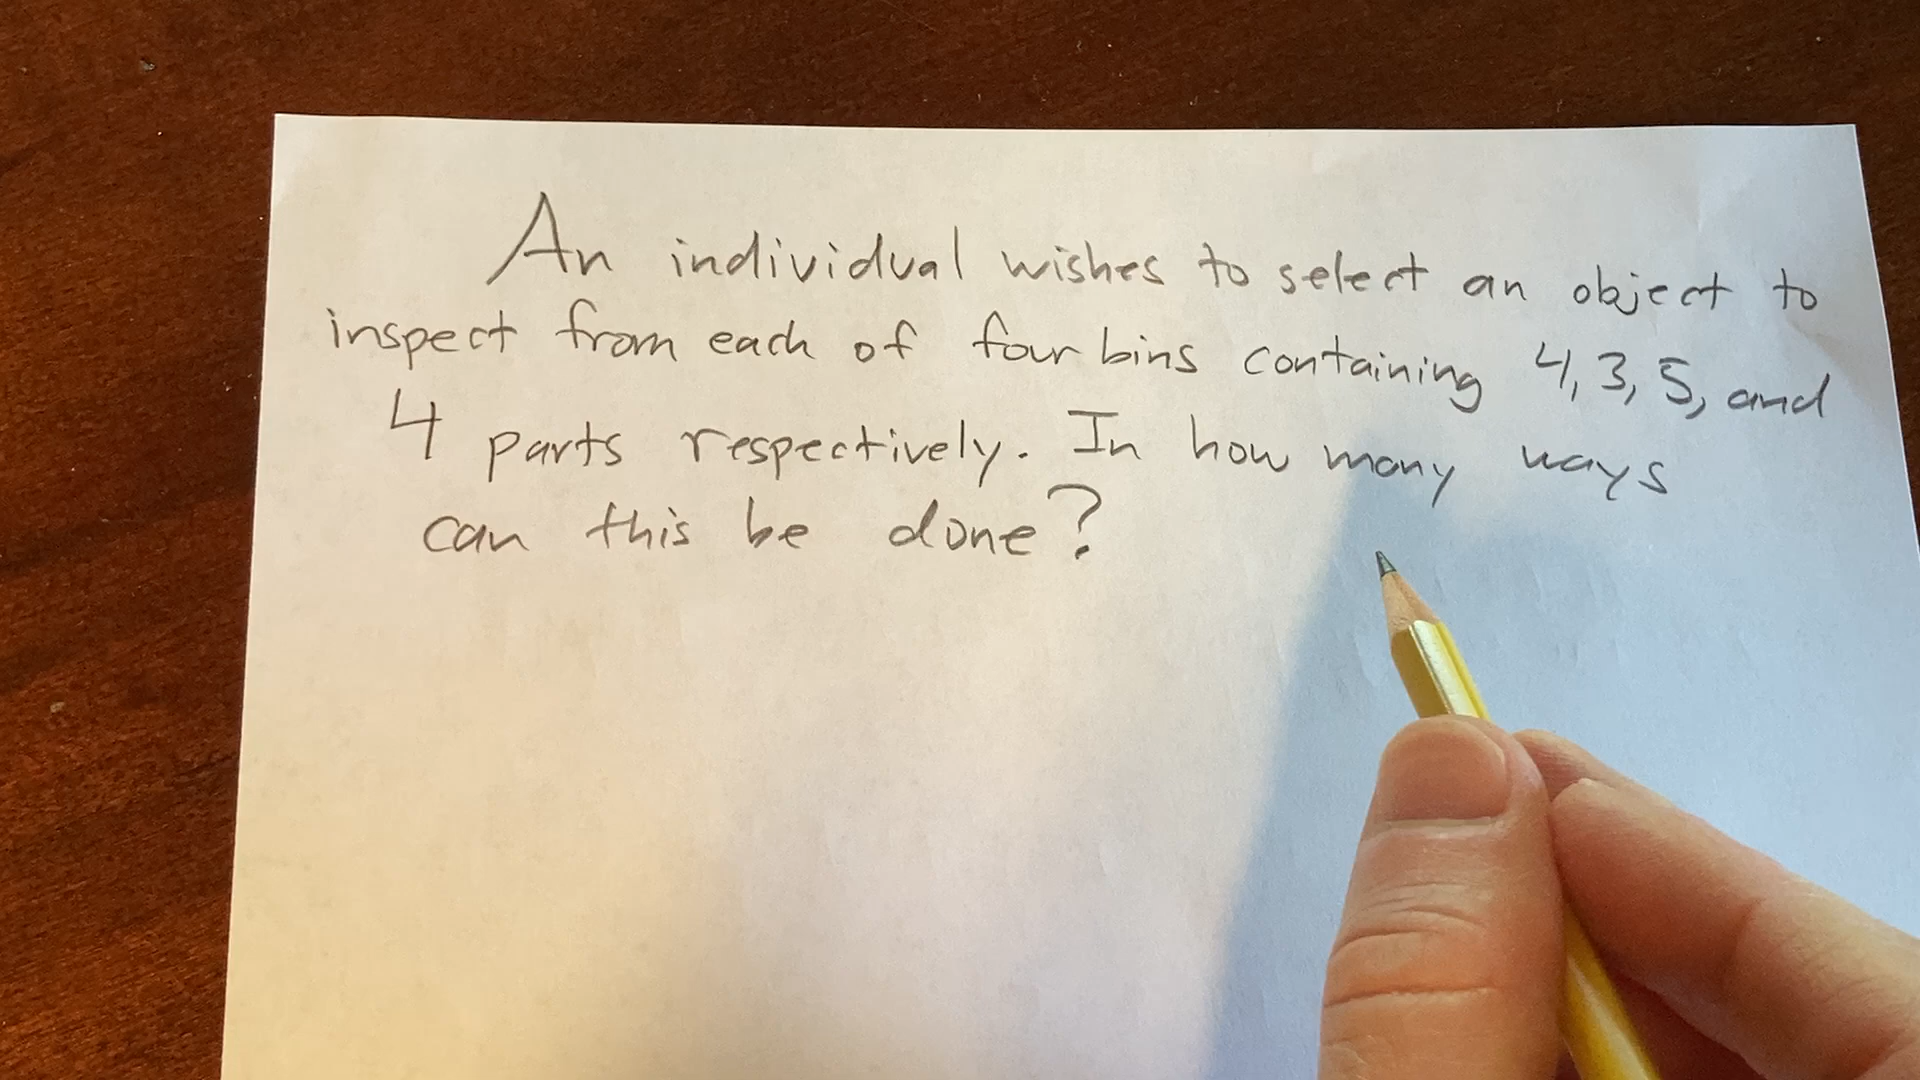 An individual wishes to select an object to
inspect from each of four bins containing 4, 3, 5, and
4 parts respectively. In how many ways
can this be done?